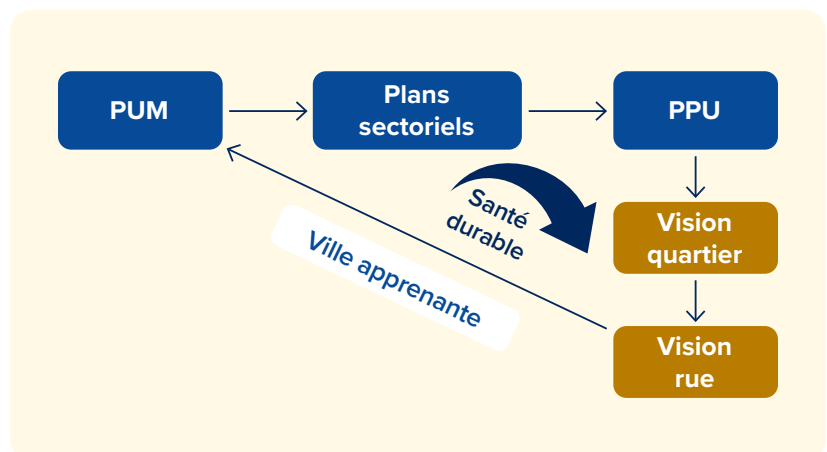 PUM
Plans
sectoriels
PPU
Santé
durable
Vision
quartier
Ville apprenante
Vision
rue